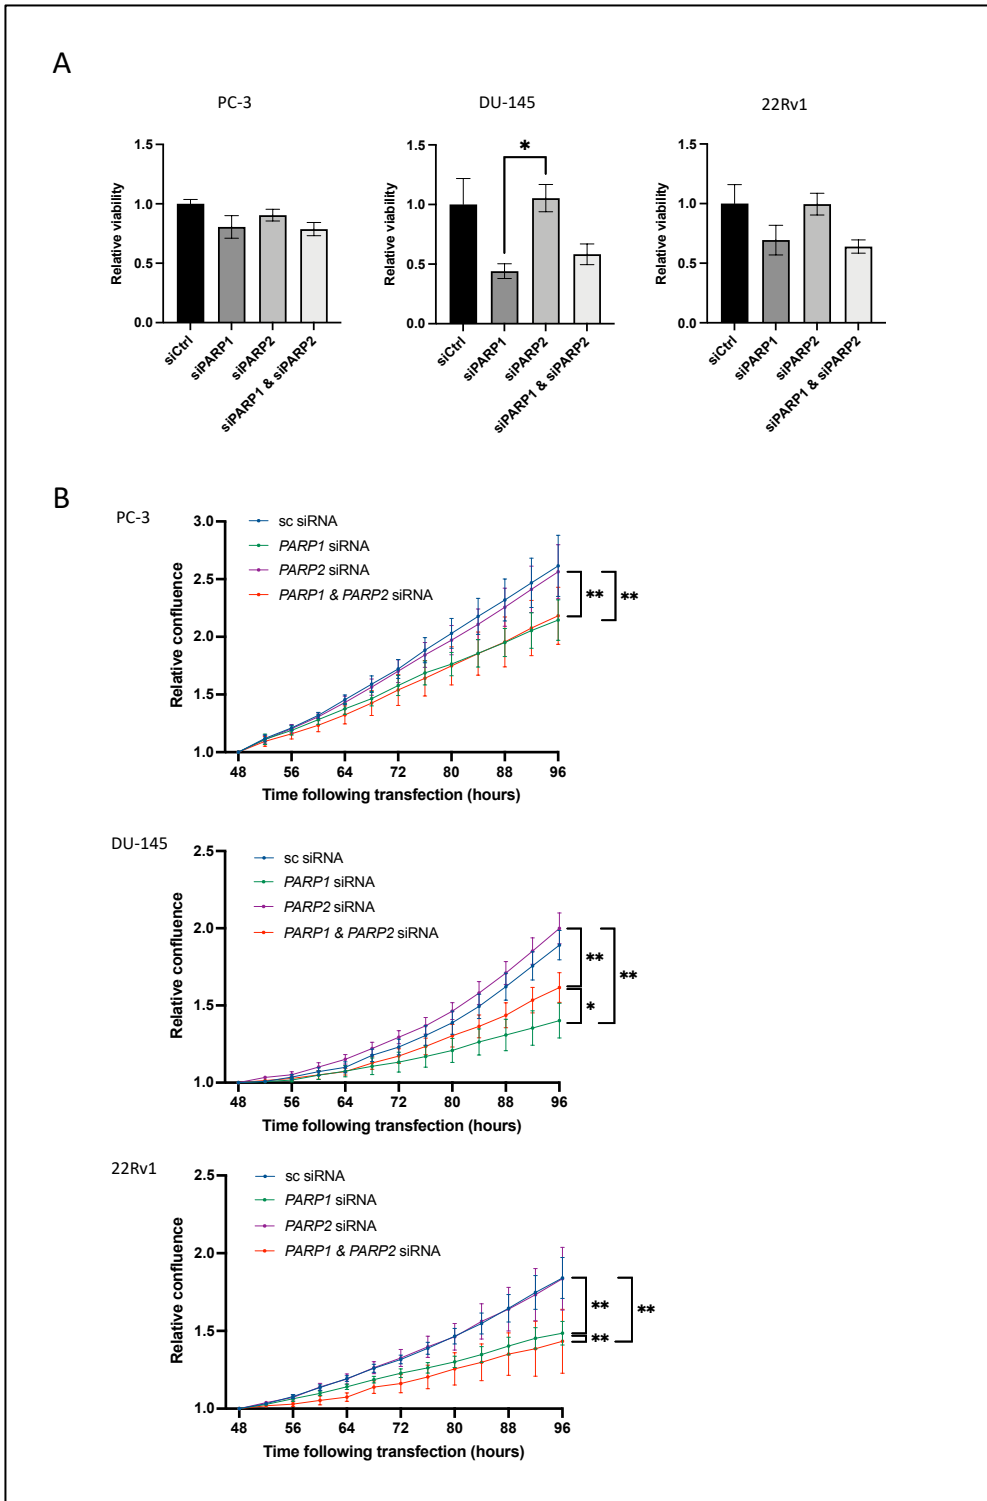 A
PC-3
DU-145
22Rv1
Relative viability
1.5
1.0
0.5
0.0
siCtrl
siPARP1
siPARP2
siPARP1 & siPARP2
Relative viability
1.5
1.0
0.5
0.0
*
siCtrl
siPARP1
siPARP2
siPARP1 & siPARP2
Relative viability
1.5
1.0
0.5
0.0
siCtrl
siPARP1
siPARP2
siPARP1 & siPARP2
B
PC-3
Relative confluence
3.0
2.5
2.0
1.5
1.0
sc siRNA
PARP1 siRNA
PARP2 siRNA
PARP1 & PARP2 siRNA
** **
48 56 64 72 80 88 96
Time following transfection (hours)
DU-145
Relative confluence
2.5
2.0
1.5
1.0
sc siRNA
PARP1 siRNA
PARP2 siRNA
PARP1 & PARP2 siRNA
**
**
*
48 56 64 72 80 88 96
Time following transfection (hours)
22Rv1
Relative confluence
2.5
2.0
1.5
1.0
sc siRNA
PARP1 siRNA
PARP2 siRNA
PARP1 & PARP2 siRNA
**
**
**
48 56 64 72 80 88 96
Time following transfection (hours)